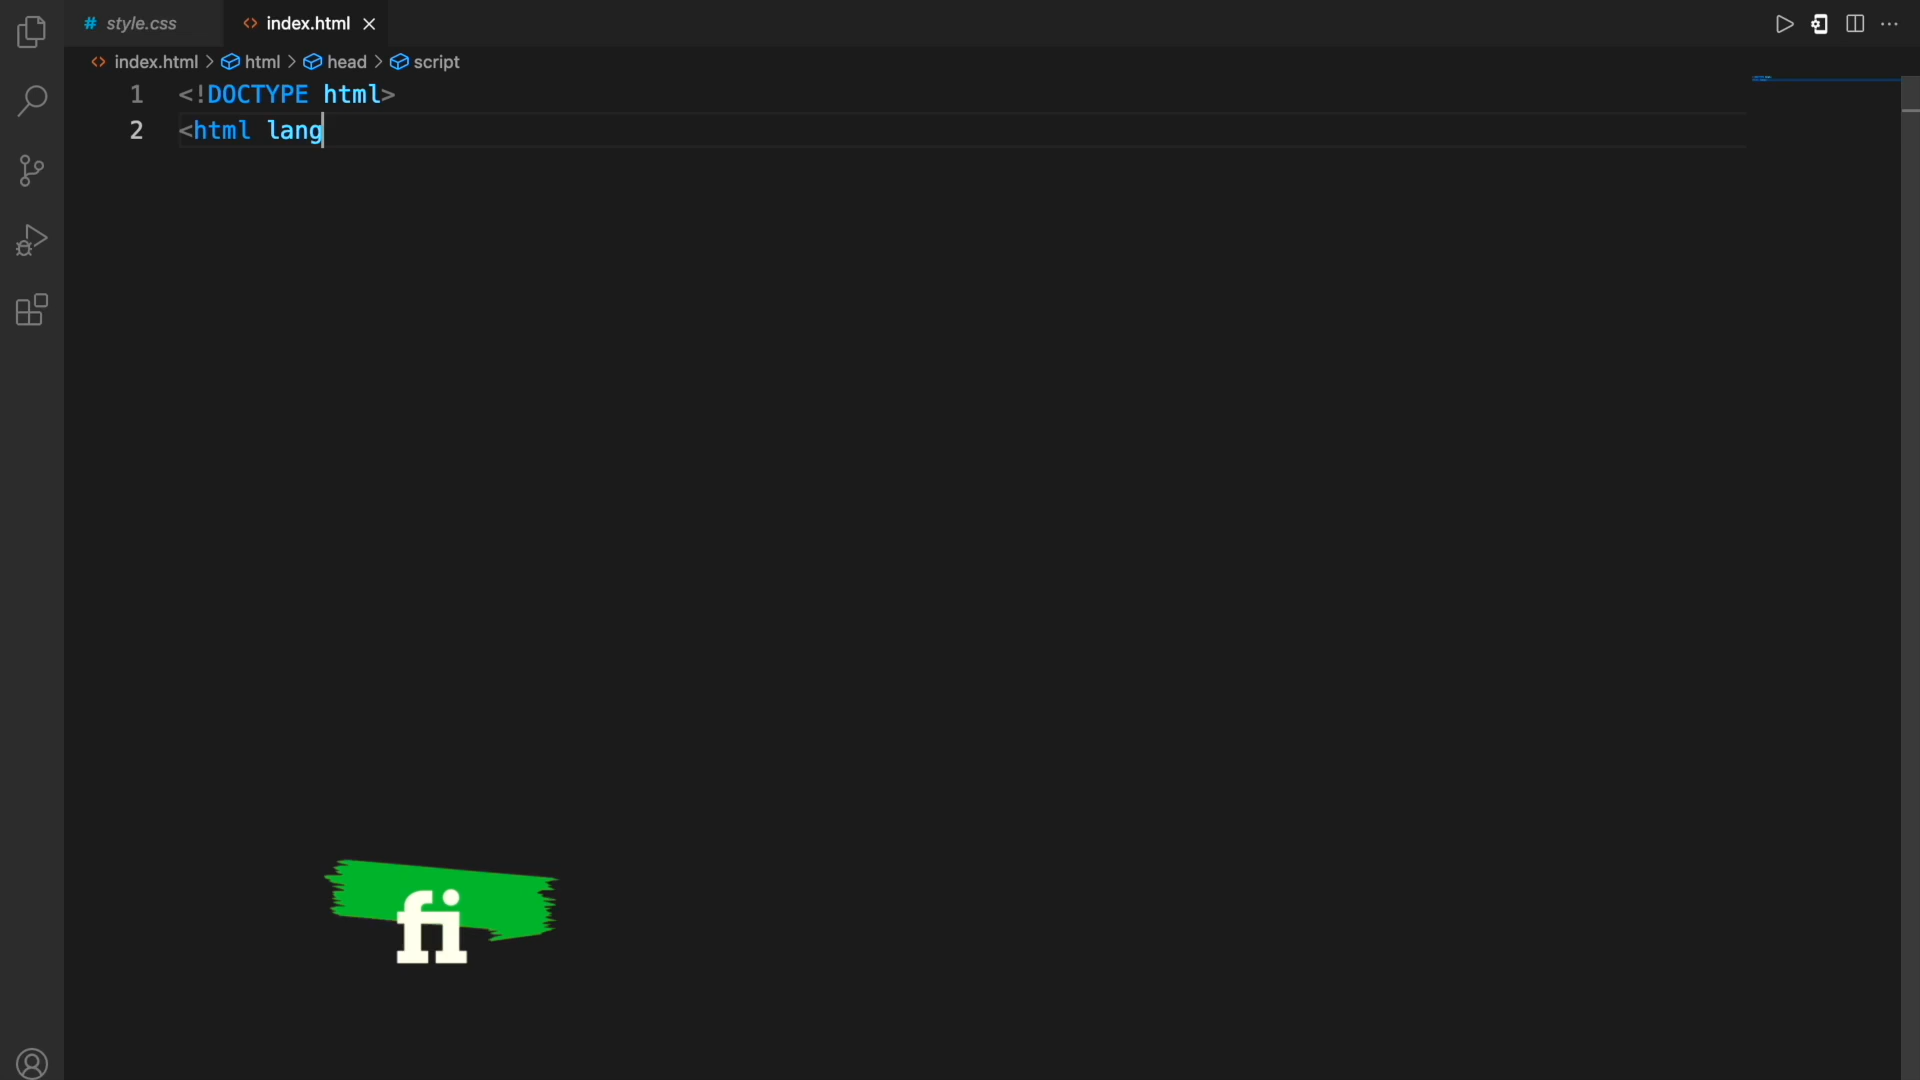 # style.css
<> index.html ×
<> index.html > html > head > script
1 <!DOCTYPE html>
2 <html lang
fi